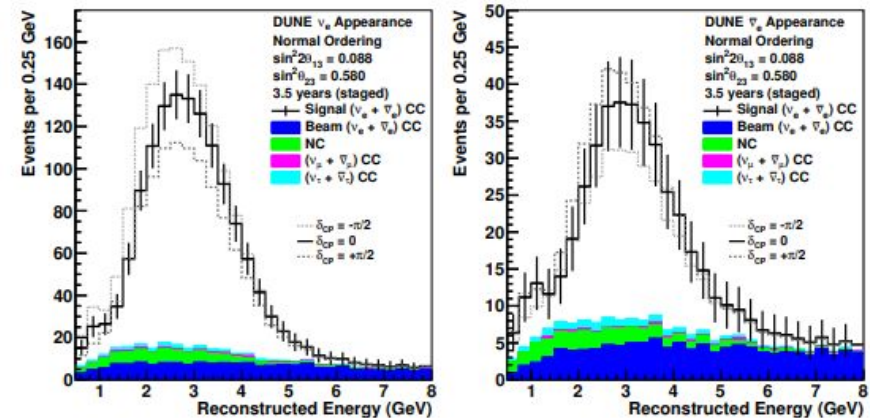 DUNE νe Appearance
Normal Ordering
sin²2θ13 = 0.088
sin²θ23 = 0.580
3.5 years (staged)
Signal (νe + ν̄e) CC
Beam (νe + ν̄e) CC
NC
(νμ + ν̄μ) CC
(ντ + ν̄τ) CC
δCP = -π/2
δCP = 0
δCP = +π/2
Events per 0.25 GeV
160
140
120
100
80
60
40
20
0
1 2 3 4 5 6 7 8
Reconstructed Energy (GeV)
DUNE ν̄e Appearance
Normal Ordering
sin²2θ13 = 0.088
sin²θ23 = 0.580
3.5 years (staged)
Signal (νe + ν̄e) CC
Beam (νe + ν̄e) CC
NC
(νμ + ν̄μ) CC
(ντ + ν̄τ) CC
δCP = -π/2
δCP = 0
δCP = +π/2
Events per 0.25 GeV
50
45
40
35
30
25
20
15
10
5
0
1 2 3 4 5 6 7 8
Reconstructed Energy (GeV)